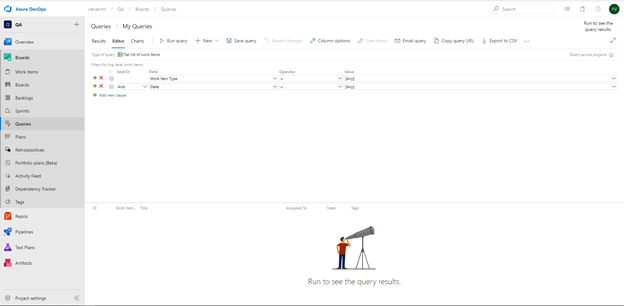 Azure DevOps
clevertil / QA / Boards / Queries
Search
YV
QA
Overview
Boards
Work items
Boards
Backlogs
Sprints
Queries
Plans
Retrospectives
Portfolio plans (Beta)
Activity Feed
Dependency Tracker
Tags
Repos
Pipelines
Test Plans
Artifacts
Project settings
Queries > My Queries
Run to see the
query results.
Results Editor Charts
Run query
New
Save query
Revert changes
Column options
Save items
Email query
Copy query URL
Export to CSV
Type of query Flat list of work items
Query across projects
Filters for top level work items
And/Or Field Operator Value
Work Item Type = [Any]
And State = [Any]
Add new clause
Work Item... Title Assigned To State Tags
Run to see the query results.